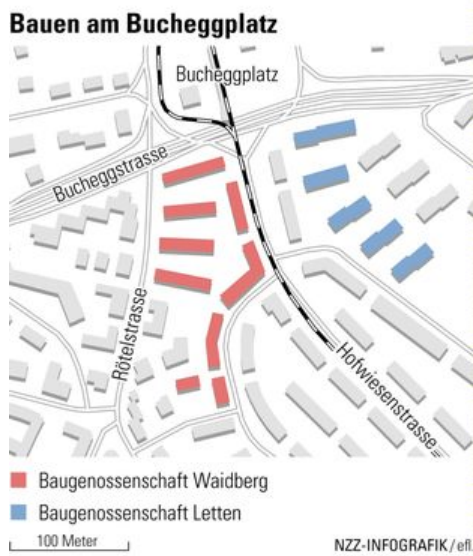 Bauen am Bucheggplatz
Bucheggplatz
Bucheggstrasse
Rötelstrasse
Hofwiesenstrasse
Baugenossenschaft Waidberg
Baugenossenschaft Letten
100 Meter
NZZ-INFOGRAFIK/efl.